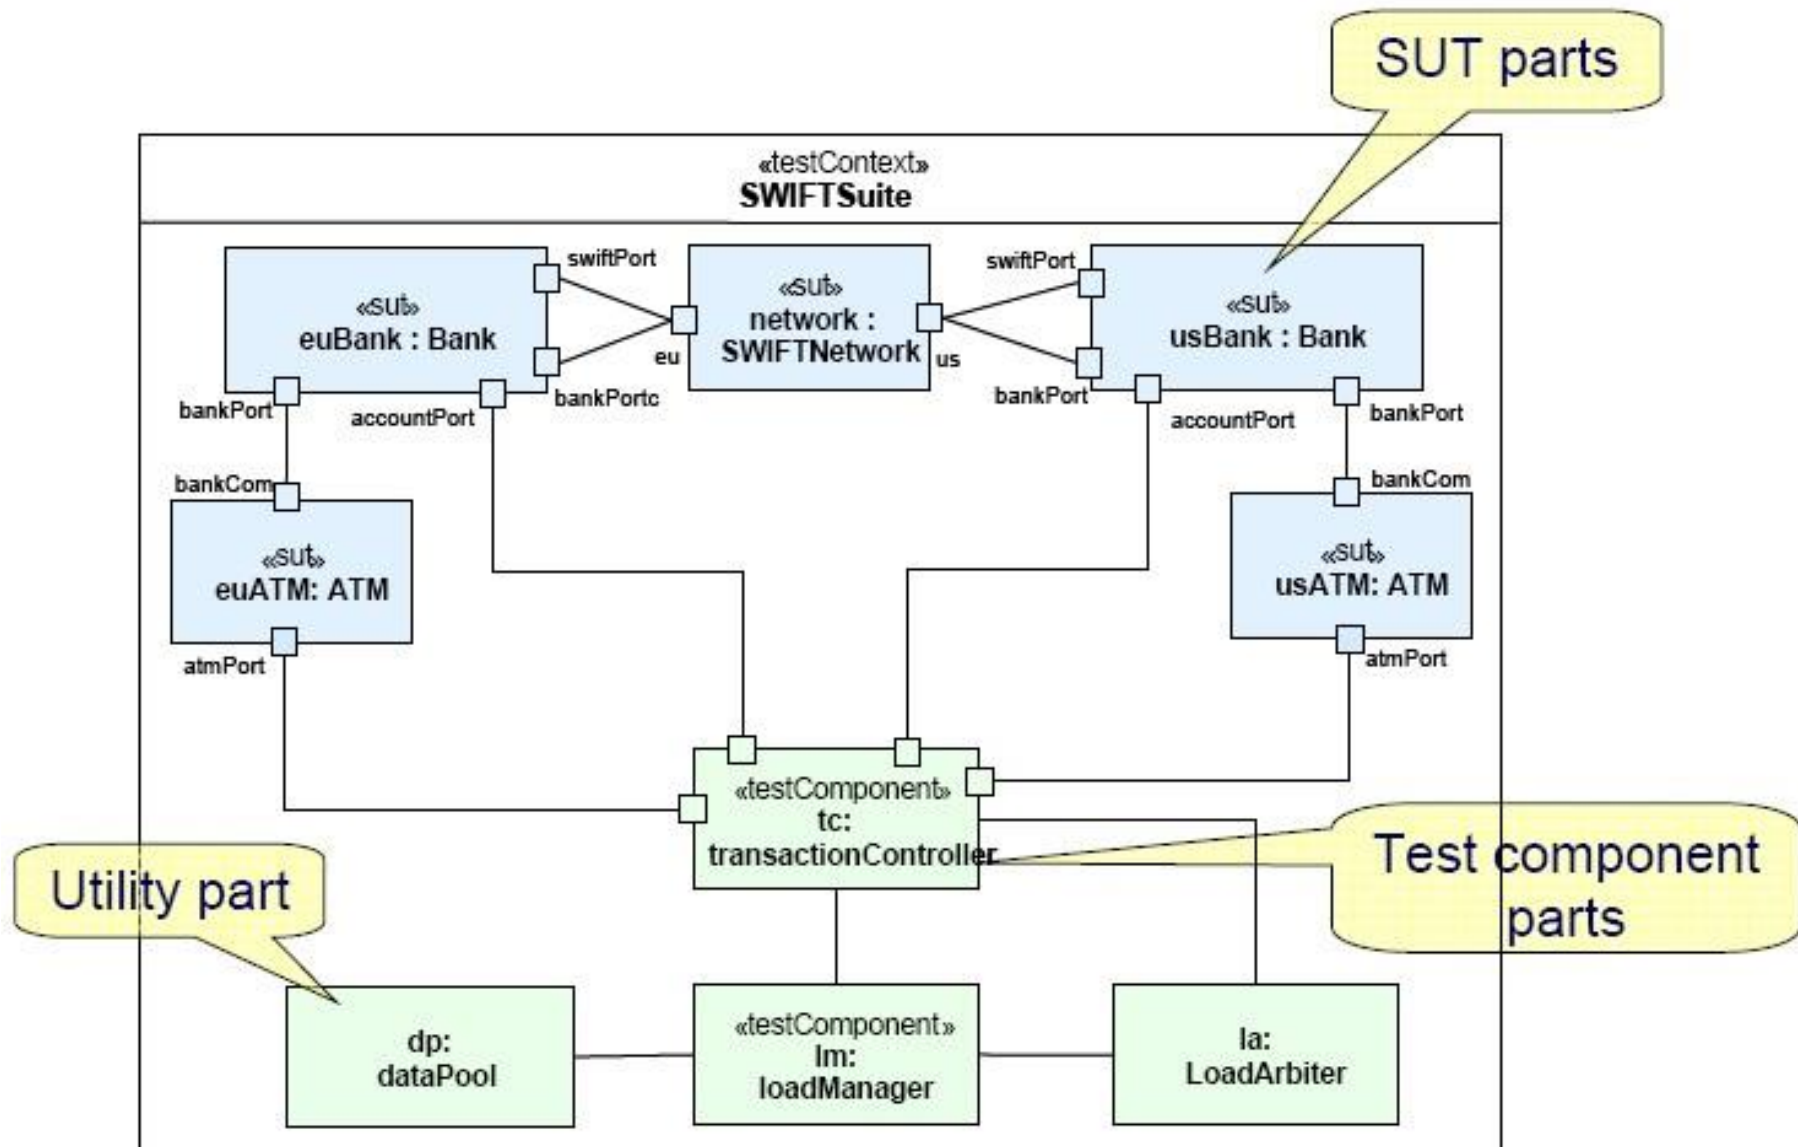 SUT parts
«testContext»
SWIFTSuite
swiftPort
swiftPort
«sut»
euBank : Bank
«sut»
network :
SWIFTNetwork
«sut»
usBank : Bank
eu
us
bankPort
accountPort
bankPortc
bankPort
accountPort
bankPort
bankCom
bankCom
«sut»
euATM: ATM
«sut»
usATM: ATM
atmPort
atmPort
«testComponent»
tc:
transactionController
Utility part
Test component
parts
dp:
dataPool
«testComponent»
lm:
loadManager
la:
LoadArbiter